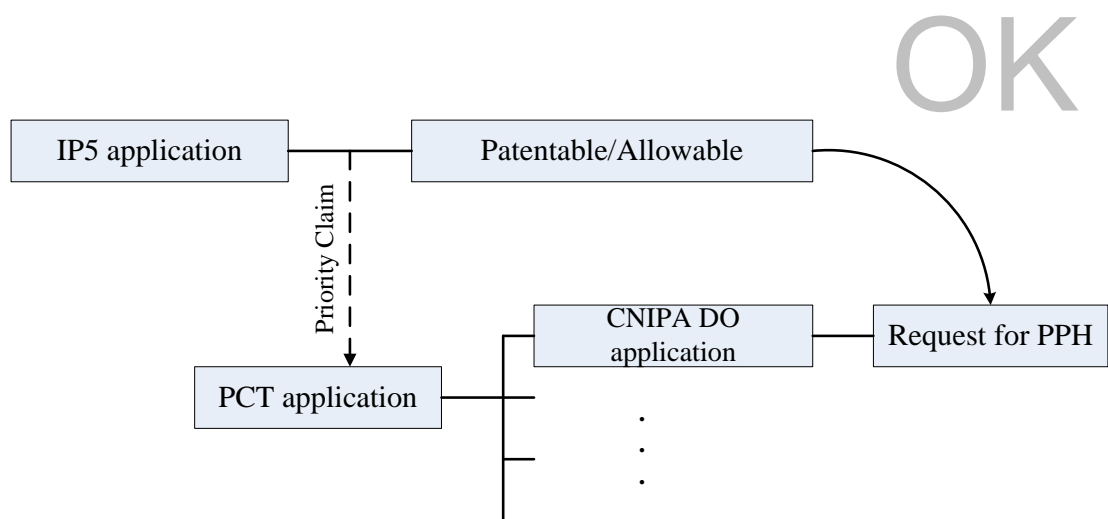 OK
IP5 application
Patentable/Allowable
Priority Claim
CNIPA DO
application
Request for PPH
PCT application
.
.
.